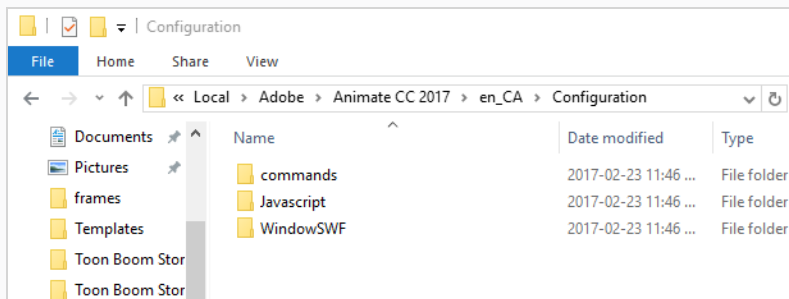 Configuration
File Home Share View
« Local > Adobe > Animate CC 2017 > en_CA > Configuration
Documents
Pictures
frames
Templates
Toon Boom Stor
Toon Boom Stor
Name Date modified Type
commands 2017-02-23 11:46 ... File folder
Javascript 2017-02-23 11:46 ... File folder
WindowSWF 2017-02-23 11:46 ... File folder